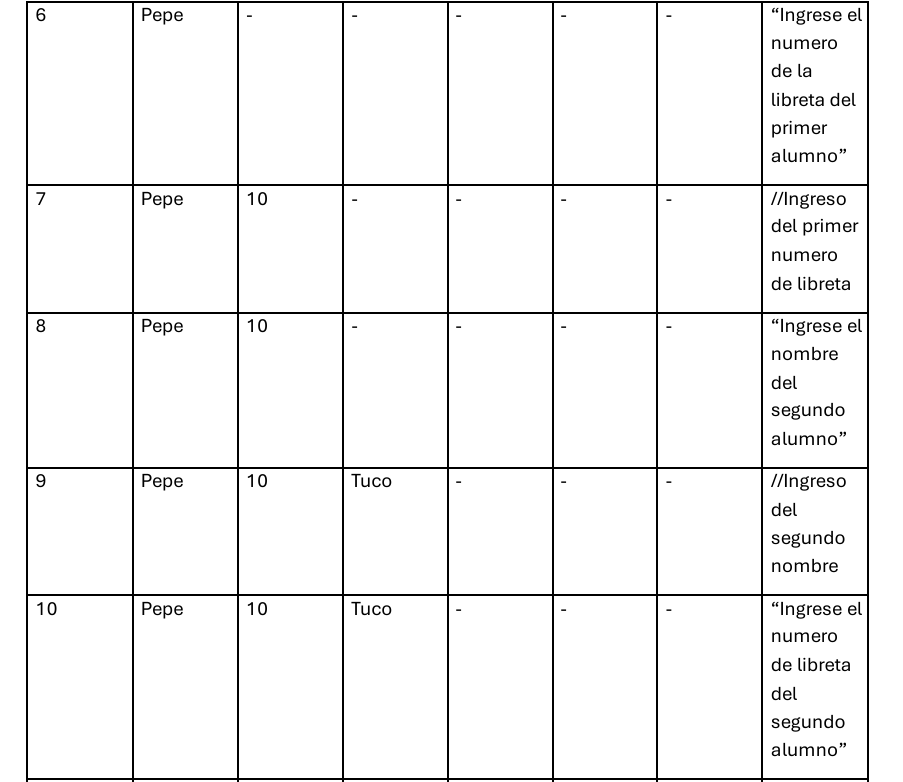 6 Pepe - - - - - “Ingrese el
numero
de la
libreta del
primer
alumno”
7 Pepe 10 - - - - //Ingreso
del primer
numero
de libreta
8 Pepe 10 - - - - “Ingrese el
nombre
del
segundo
alumno”
9 Pepe 10 Tuco - - - //Ingreso
del
segundo
nombre
10 Pepe 10 Tuco - - - “Ingrese el
numero
de libreta
del
segundo
alumno”